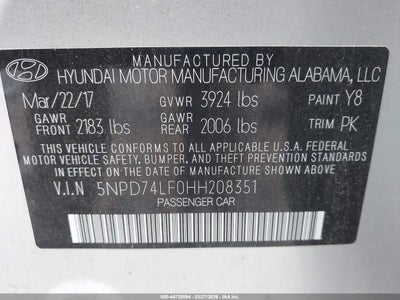 MANUFACTURED BY
HYUNDAI MOTOR MANUFACTURING ALABAMA, LLC
Mar/22/17 GVWR 3924 lbs PAINT Y8
GAWR FRONT 2183 lbs GAWR REAR 2006 lbs TRIM PK
THIS VEHICLE CONFORMS TO ALL APPLICABLE U.S.A. FEDERAL
MOTOR VEHICLE SAFETY, BUMPER, AND THEFT PREVENTION
STANDARDS IN EFFECT ON THE DATE OF MANUFACTURE SHOWN ABOVE.
V.I.N 5NPD74LF0HH208351
PASSENGER CAR